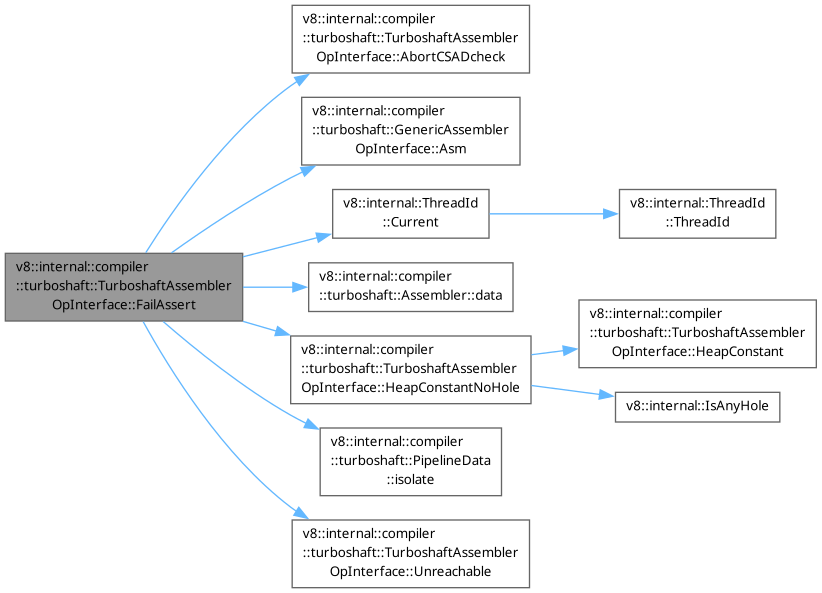 v8::internal::compiler
::turboshaft::TurboshaftAssembler
OpInterface::AbortCSADcheck
v8::internal::compiler
::turboshaft::GenericAssembler
OpInterface::Asm
v8::internal::ThreadId
::Current
v8::internal::ThreadId
::ThreadId
v8::internal::compiler
::turboshaft::TurboshaftAssembler
OpInterface::FailAssert
v8::internal::compiler
::turboshaft::Assembler::data
v8::internal::compiler
::turboshaft::TurboshaftAssembler
OpInterface::HeapConstant
v8::internal::compiler
::turboshaft::TurboshaftAssembler
OpInterface::HeapConstantNoHole
v8::internal::IsAnyHole
v8::internal::compiler
::turboshaft::PipelineData
::isolate
v8::internal::compiler
::turboshaft::TurboshaftAssembler
OpInterface::Unreachable